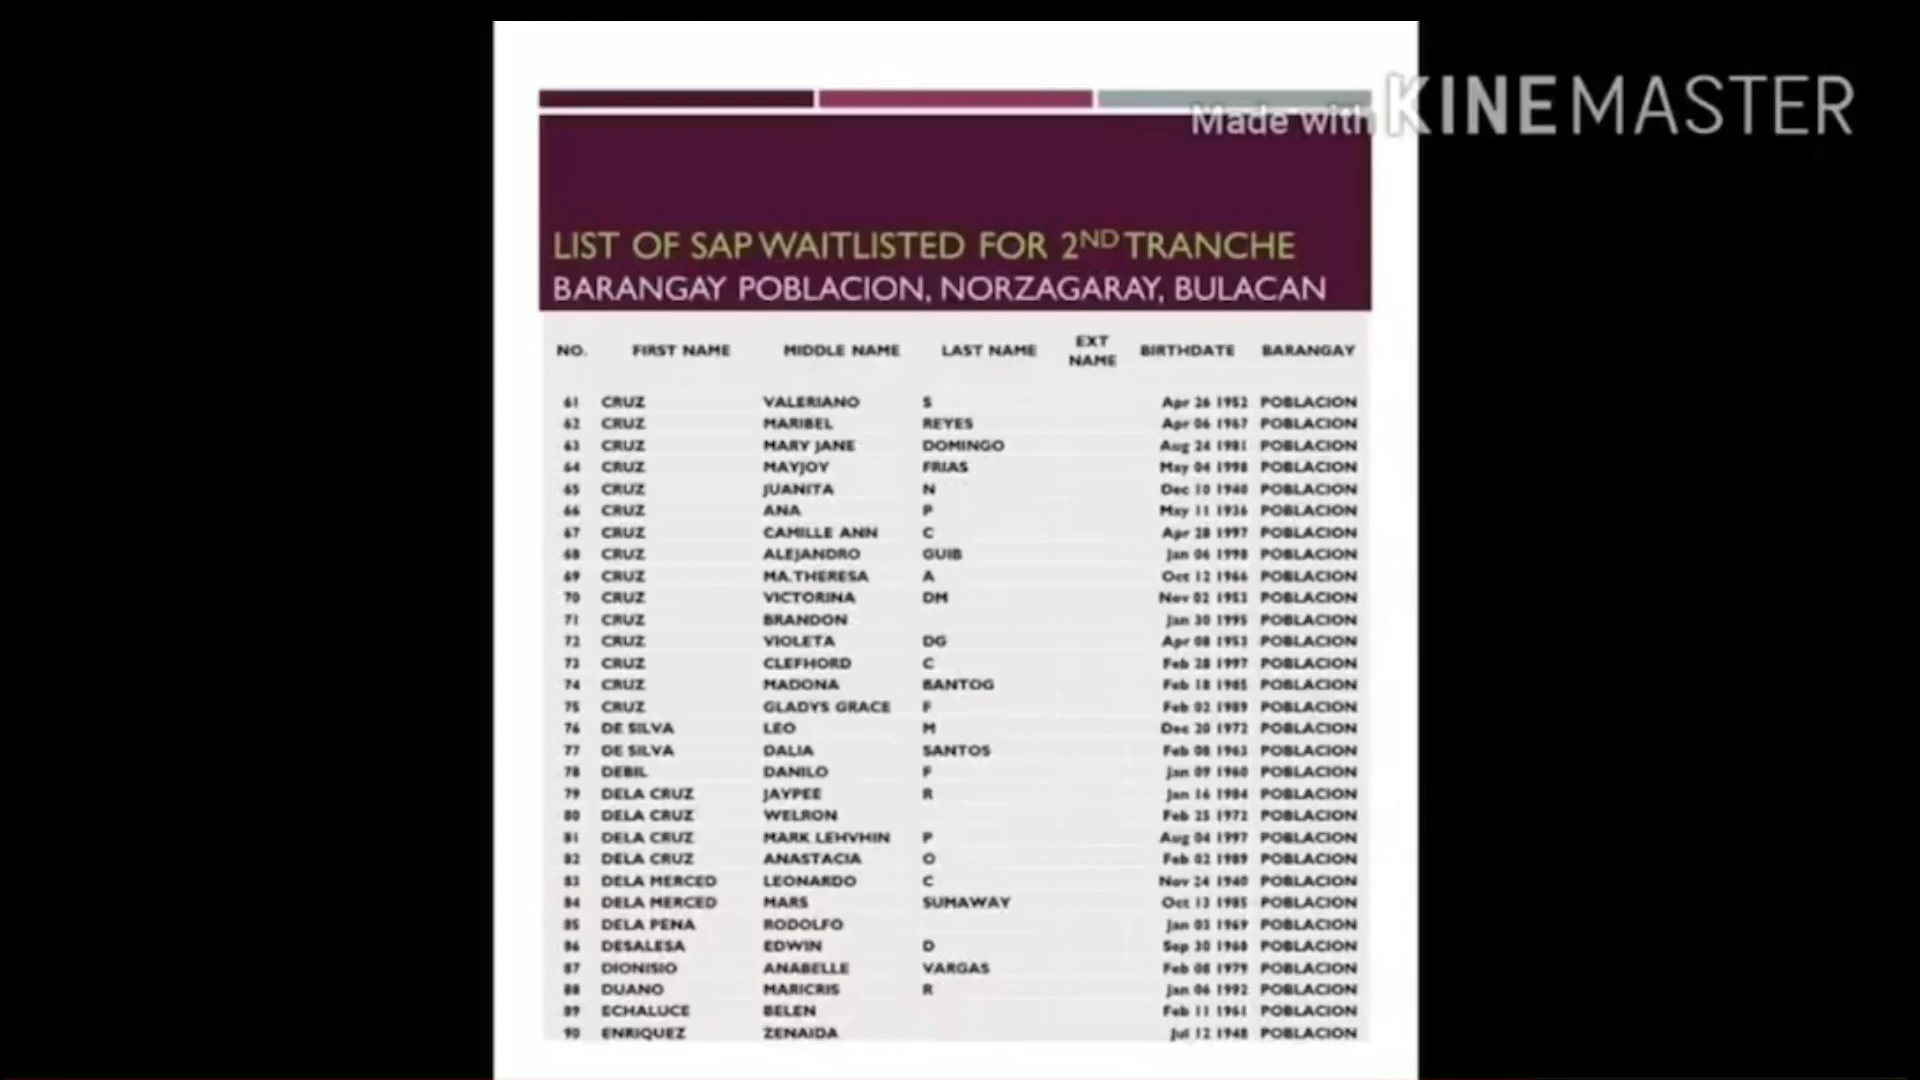 Made with KINEMASTER
LIST OF SAP WAITLISTED FOR 2ND TRANCHE
BARANGAY POBLACION, NORZAGARAY, BULACAN
NO. FIRST NAME MIDDLE NAME LAST NAME EXT NAME BIRTHDATE BARANGAY
61 CRUZ VALERIANO S Apr 26 1952 POBLACION
62 CRUZ MARIBEL REYES Apr 06 1967 POBLACION
63 CRUZ MARY JANE DOMINGO Aug 24 1981 POBLACION
64 CRUZ MAYJOY FRIAS May 04 1998 POBLACION
65 CRUZ JUANITA N Dec 10 1940 POBLACION
66 CRUZ ANA P May 11 1936 POBLACION
67 CRUZ CAMILLE ANN C Apr 28 1997 POBLACION
68 CRUZ ALEJANDRO GUIB Jan 06 1998 POBLACION
69 CRUZ MA. THERESA A Oct 12 1966 POBLACION
70 CRUZ VICTORINA DM Nov 02 1953 POBLACION
71 CRUZ BRANDON Jan 30 1995 POBLACION
72 CRUZ VIOLETA DG Apr 08 1953 POBLACION
73 CRUZ CLEFHORD C Feb 28 1997 POBLACION
74 CRUZ MADONA BANTOG Feb 18 1985 POBLACION
75 CRUZ GLADYS GRACE F Feb 02 1989 POBLACION
76 DE SILVA LEO M Dec 20 1972 POBLACION
77 DE SILVA DALIA SANTOS Feb 08 1963 POBLACION
78 DEBIL DANILO F Jan 09 1960 POBLACION
79 DELA CRUZ JAYPEE R Jan 16 1984 POBLACION
80 DELA CRUZ WELRON Feb 25 1972 POBLACION
81 DELA CRUZ MARK LEHVHIN P Aug 04 1997 POBLACION
82 DELA CRUZ ANASTACIA O Feb 02 1989 POBLACION
83 DELA MERCED LEONARDO C Nov 24 1940 POBLACION
84 DELA MERCED MARS SUMAWAY Oct 13 1985 POBLACION
85 DELA PENA RODOLFO Jan 03 1969 POBLACION
86 DESALESA EDWIN D Sep 30 1960 POBLACION
87 DIONISIO ANABELLE VARGAS Feb 08 1979 POBLACION
88 DUANO MARICRIS R Jan 06 1992 POBLACION
89 ECHALUCE BELEN Feb 11 1961 POBLACION
90 ENRIQUEZ ZENAIDA Jul 12 1948 POBLACION